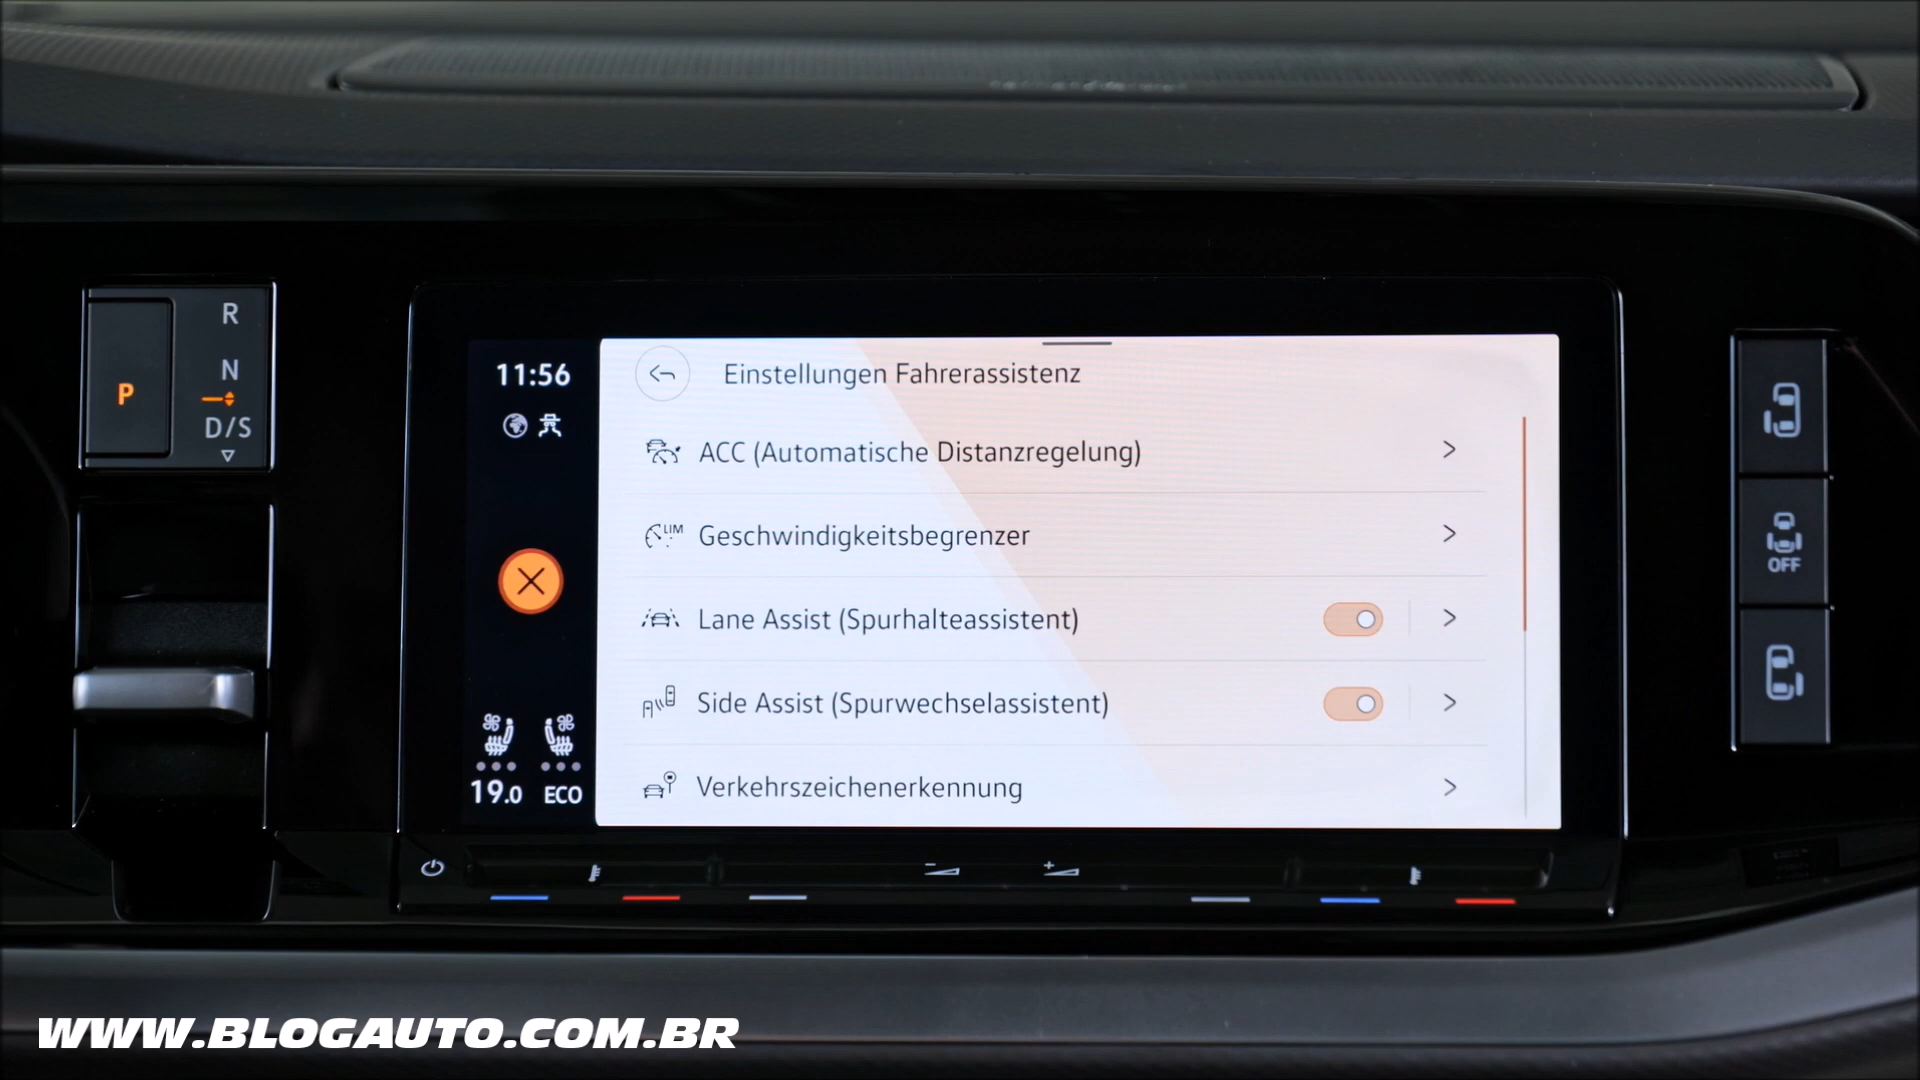 R
N
P
D/S
11:56
Einstellungen Fahrerassistenz
ACC (Automatische Distanzregelung)
LIM
Geschwindigkeitsbegrenzer
Lane Assist (Spurhalteassistent)
Side Assist (Spurwechselassistent)
Verkehrszeichenerkennung
19.0 ECO
OFF
WWW.BLOGAUTO.COM.BR